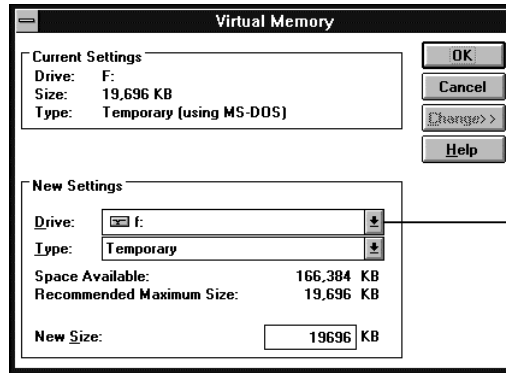 Virtual Memory
Current Settings
Drive: F:
Size: 19,696 KB
Type: Temporary (using MS-DOS)
OK
Cancel
Change>>
Help
New Settings
Drive: f:
Type: Temporary
Space Available: 166,384 KB
Recommended Maximum Size: 19,696 KB
New Size: 19696 KB